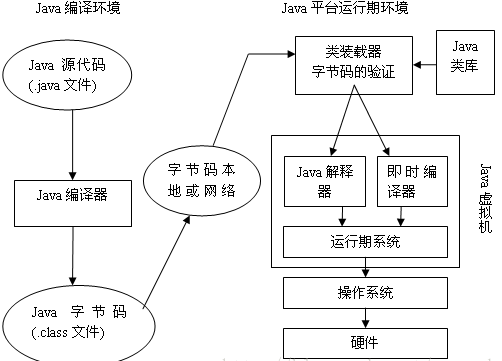 Java 编译环境
Java 平台运行期环境
Java 源代码
(.java 文件)
Java 编译器
Java 字节码
(.class 文件)
字节码本
地或网络
类装载器
字节码的验证
Java
类库
Java 解释
器
即时编
译器
运行期系统
Java 虚拟机
操作系统
硬件